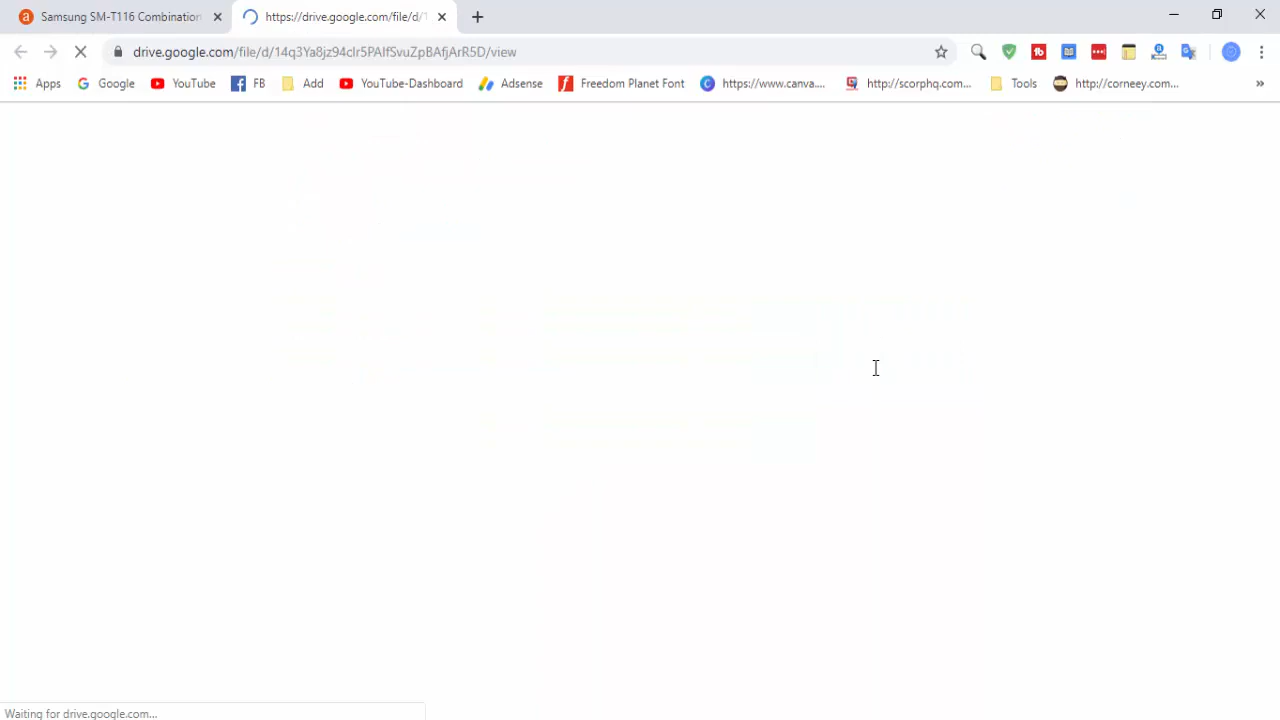 Samsung SM-T116 Combination
https://drive.google.com/file/d/1
drive.google.com/file/d/14q3Ya8jz94clr5PAIfSvuZpBAfjArR5D/view
Apps
Google
YouTube
FB
Add
YouTube-Dashboard
Adsense
Freedom Planet Font
https://www.canva....
http://scorphq.com...
Tools
http://corneey.com...
»
Waiting for drive.google.com...